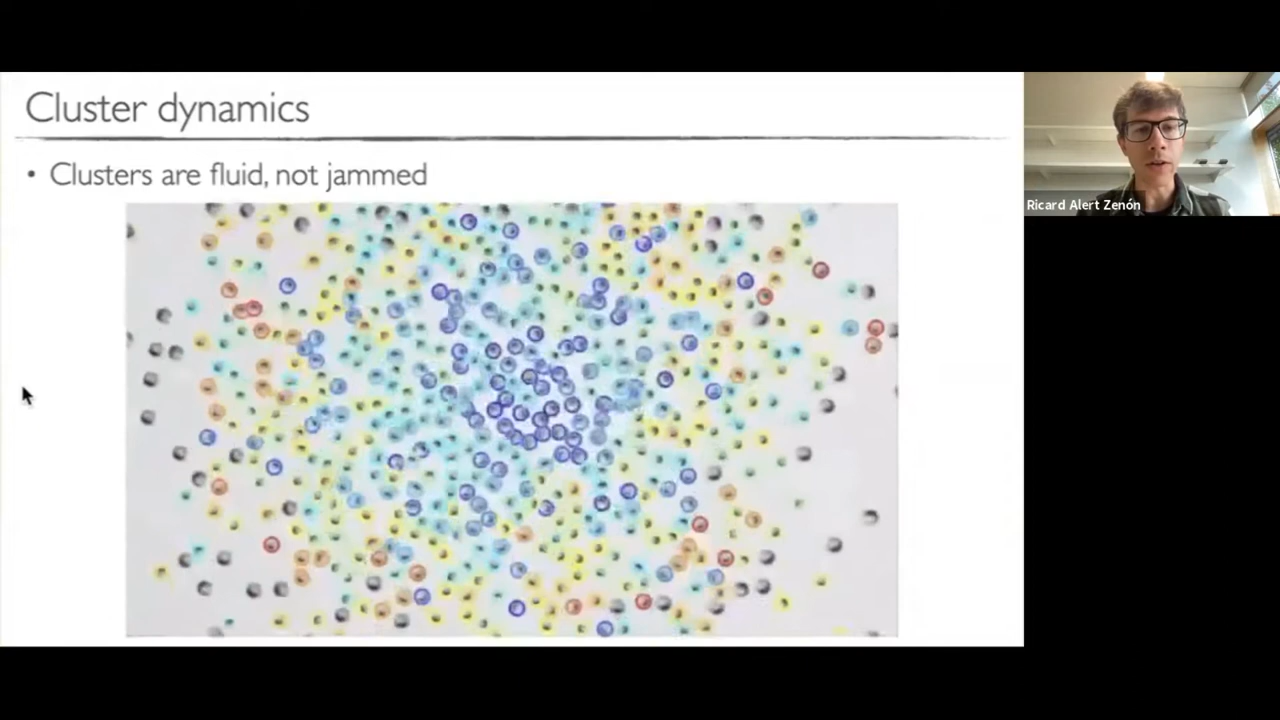 Cluster dynamics
• Clusters are fluid, not jammed
Ricard Alert Zenón